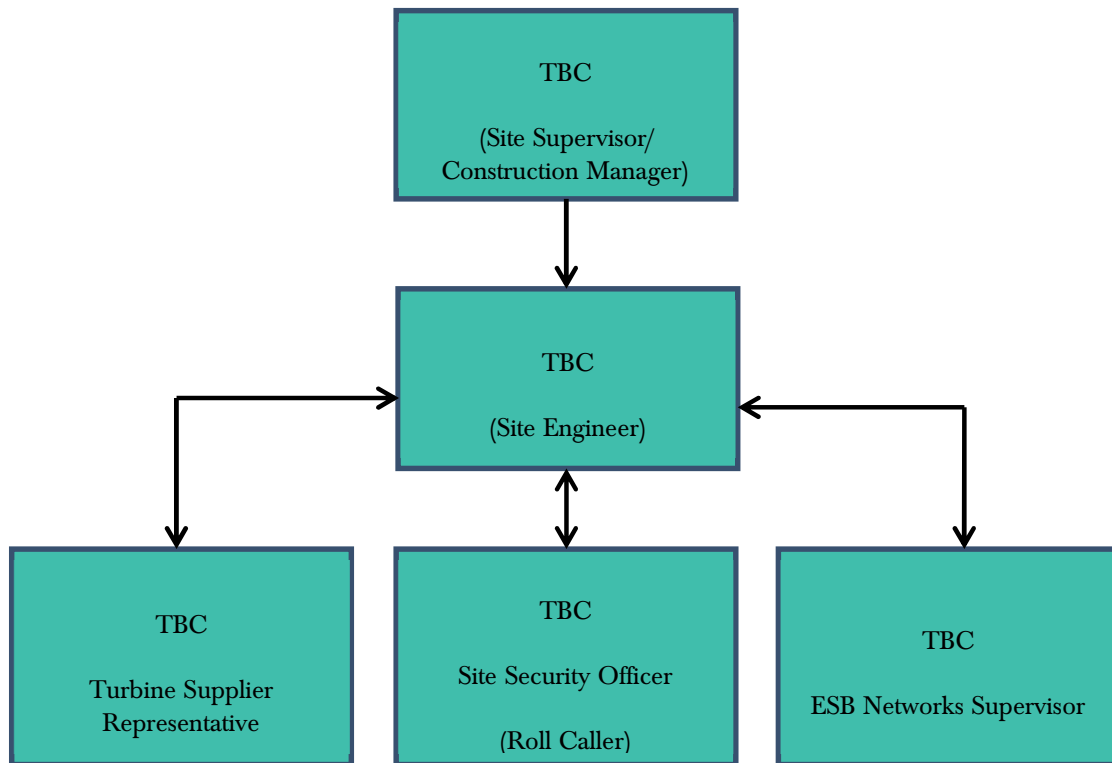 TBC
(Site Supervisor/
Construction Manager)
TBC
(Site Engineer)
TBC
Turbine Supplier
Representative
TBC
Site Security Officer
(Roll Caller)
TBC
ESB Networks Supervisor